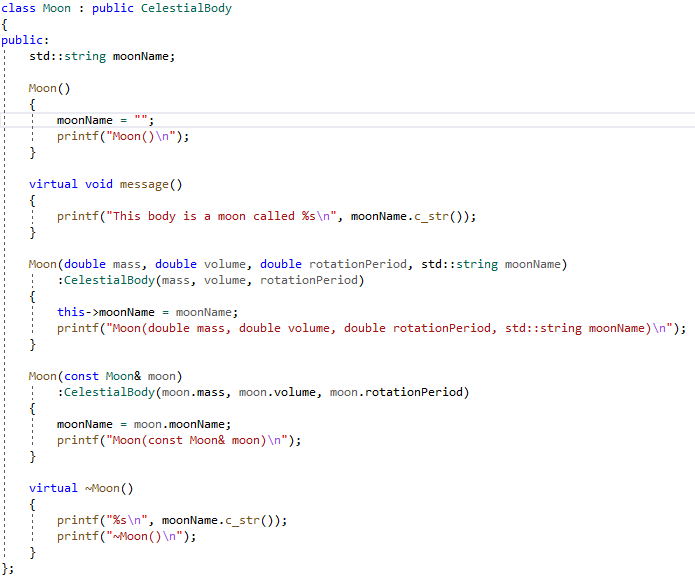 class Moon : public CelestialBody
{
public:
    std::string moonName;

    Moon()
    {
        moonName = "";
        printf("Moon()\n");
    }

    virtual void message()
    {
        printf("This body is a moon called %s\n", moonName.c_str());
    }

    Moon(double mass, double volume, double rotationPeriod, std::string moonName)
        :CelestialBody(mass, volume, rotationPeriod)
    {
        this->moonName = moonName;
        printf("Moon(double mass, double volume, double rotationPeriod, std::string moonName)\n");
    }

    Moon(const Moon& moon)
        :CelestialBody(moon.mass, moon.volume, moon.rotationPeriod)
    {
        moonName = moon.moonName;
        printf("Moon(const Moon& moon)\n");
    }

    virtual ~Moon()
    {
        printf("%s\n", moonName.c_str());
        printf("~Moon()\n");
    }
};